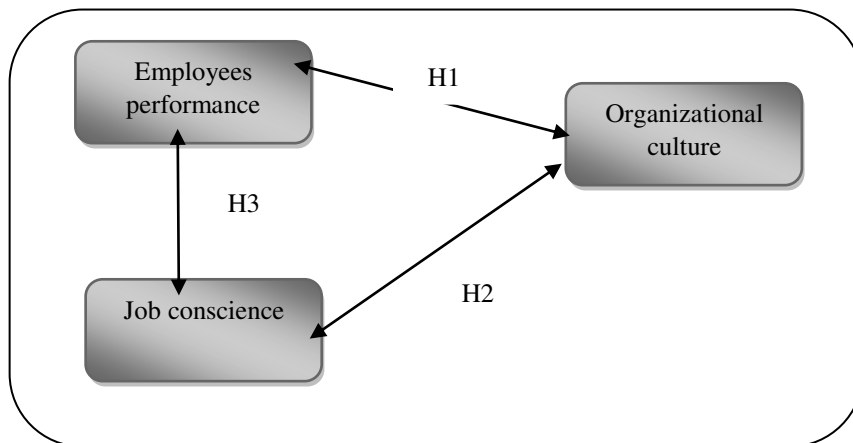 Employees
performance
H1
Organizational
culture
H3
Job conscience
H2